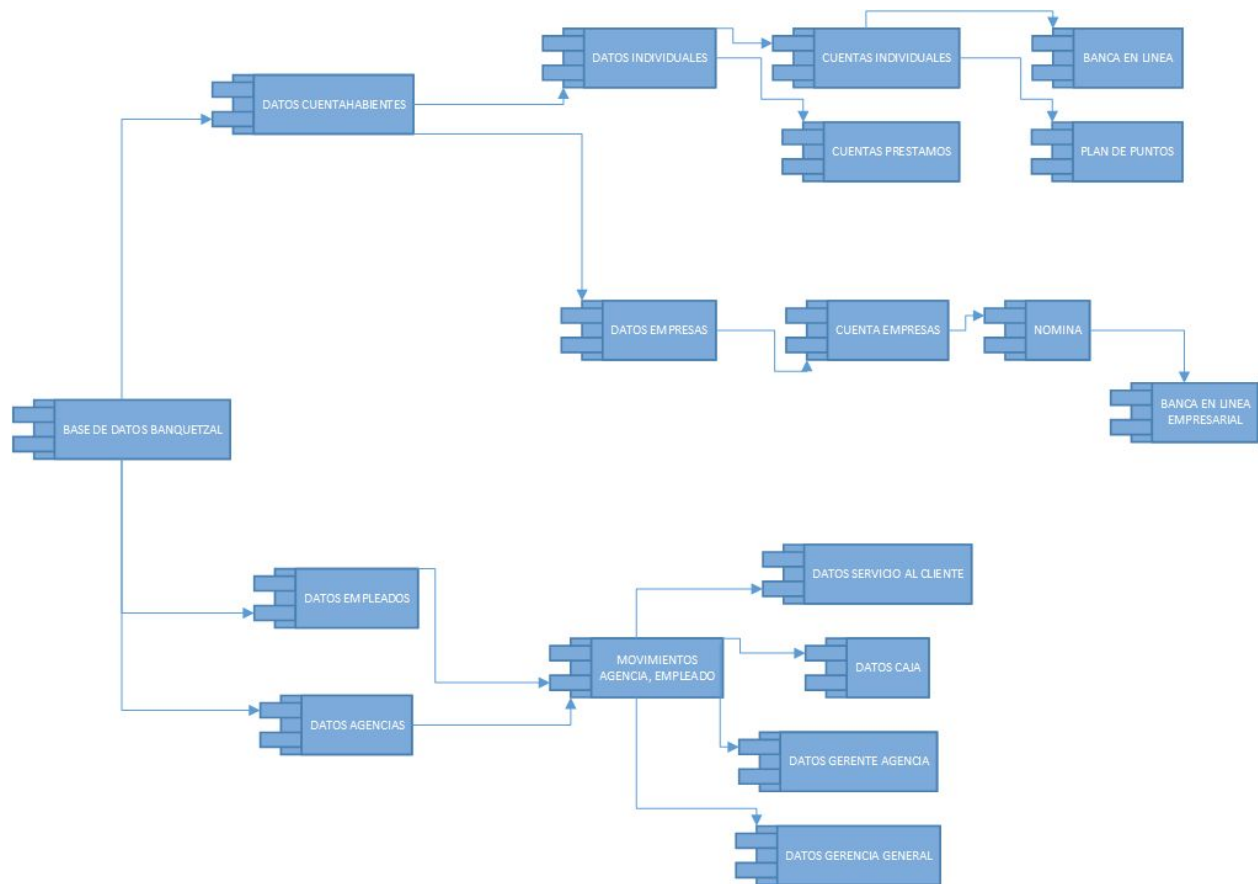 DATOS INDIVIDUALES
CUENTAS INDIVIDUALES
BANCA EN LINEA
DATOS CUENTAHABIENTES
CUENTAS PRESTAMOS
PLAN DE PUNTOS
DATOS EMPRESAS
CUENTA EMPRESAS
NOMINA
BANCA EN LINEA
EMPRESARIAL
BASE DE DATOS BANQUETZAL
DATOS SERVICIO AL CLIENTE
DATOS EMPLEADOS
MOVIMIENTOS
AGENCIA, EMPLEADO
DATOS CAJA
DATOS AGENCIAS
DATOS GERENTE AGENCIA
DATOS GERENCIA GENERAL